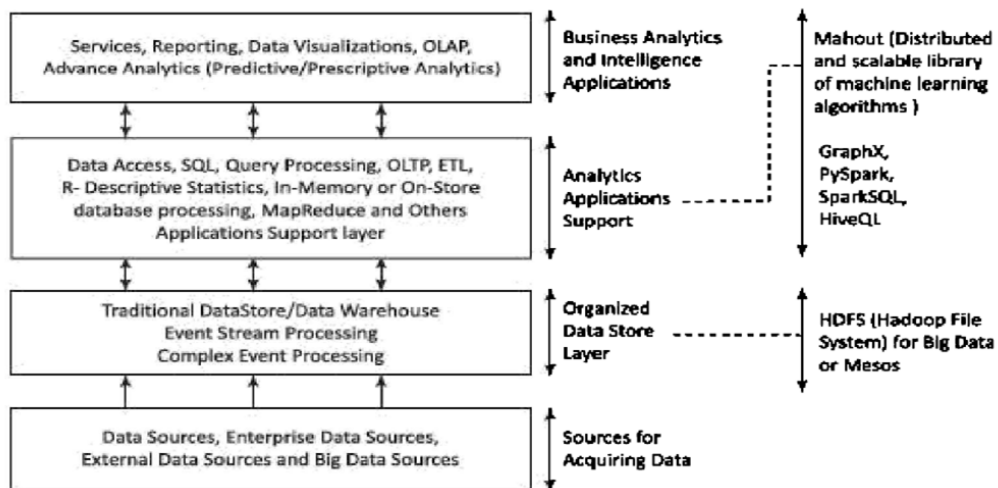 Services, Reporting, Data Visualizations, OLAP,
Advance Analytics (Predictive/Prescriptive Analytics)
Business Analytics
and Intelligence
Applications
Data Access, SQL, Query Processing, OLTP, ETL,
R- Descriptive Statistics, In-Memory or On-Store
database processing, MapReduce and Others
Applications Support layer
Analytics
Applications
Support
Mahout (Distributed
and scalable library
of machine learning
algorithms )
GraphX,
PySpark,
SparkSQL,
HiveQL
Traditional DataStore/Data Warehouse
Event Stream Processing
Complex Event Processing
Organized
Data Store
Layer
HDFS (Hadoop File
System) for Big Data
or Mesos
Data Sources, Enterprise Data Sources,
External Data Sources and Big Data Sources
Sources for
Acquiring Data